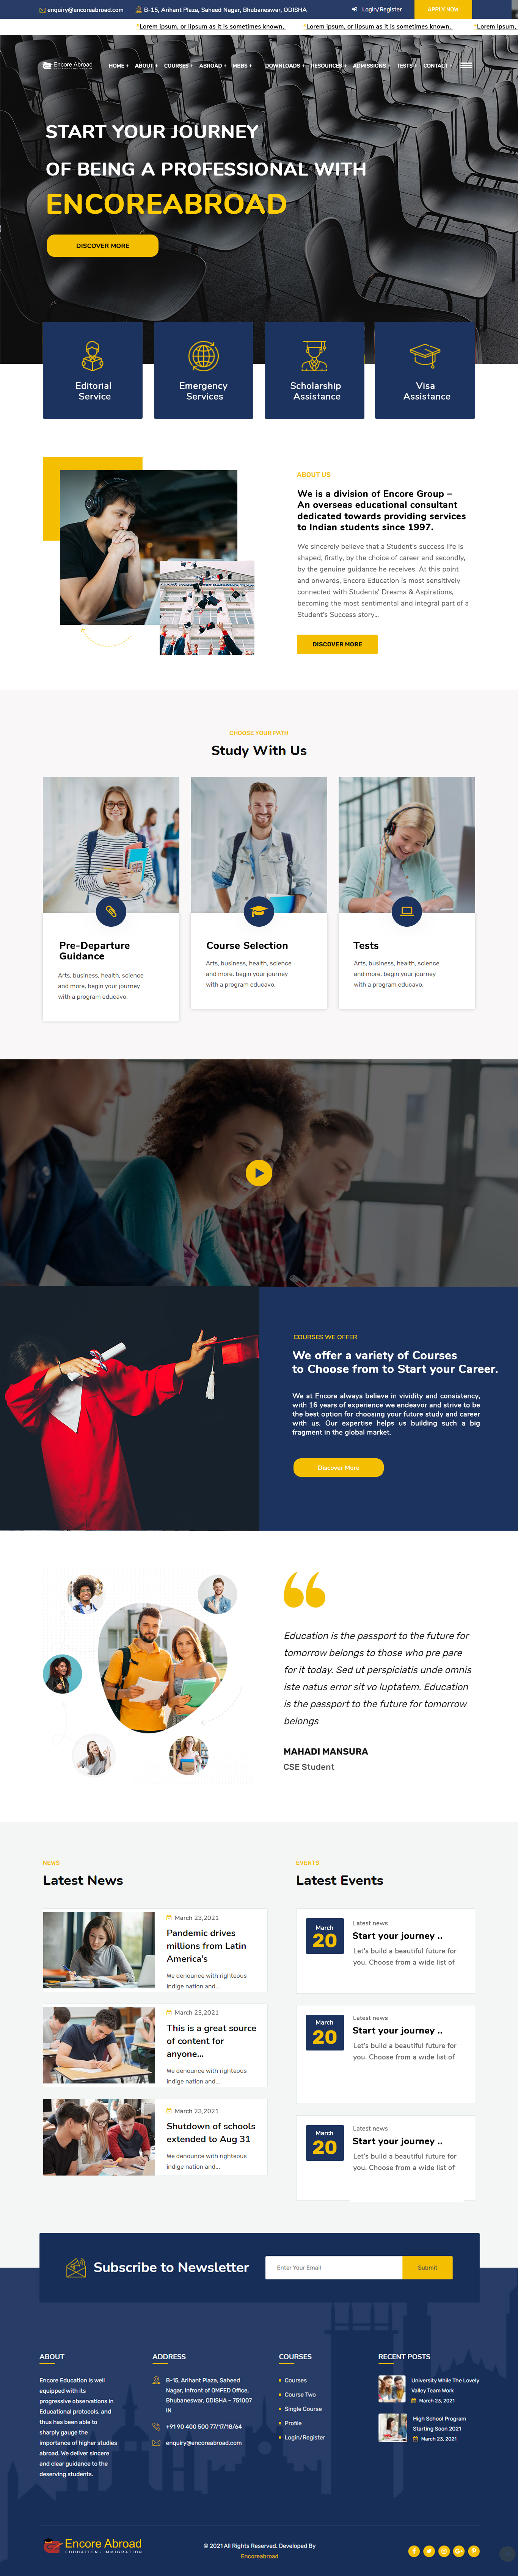 enquiry@encoreabroad.com B-15, Arihant Plaza, Saheed Nagar, Bhubaneswar, ODISHA Login/Register APPLY NOW
*Lorem ipsum, or lipsum as it is sometimes known, *Lorem ipsum, or lipsum as it is sometimes known, *Lorem ipsum,
Encore Abroad HOME + ABOUT + COURSES + ABROAD + MBBS + DOWNLOADS + RESOURCES + ADMISSIONS + TESTS + CONTACT +
START YOUR JOURNEY
OF BEING A PROFESSIONAL WITH
ENCOREABROAD
DISCOVER MORE
Editorial
Service
Emergency
Services
Scholarship
Assistance
Visa
Assistance
ABOUT US
We is a division of Encore Group –
An overseas educational consultant
dedicated towards providing services
to Indian students since 1997.
We sincerely believe that a Student's success life is
shaped, firstly, by the choice of career and secondly,
by the genuine guidance he receives. At this point
and onwards, Encore Education is most sensitively
connected with Students' Dreams & Aspirations,
becoming the most sentimental and integral part of a
Student's Success story...
DISCOVER MORE
CHOOSE YOUR PATH
Study With Us
Pre-Departure
Guidance
Arts, business, health, science
and more, begin your journey
with a program educavo.
Course Selection
Arts, business, health, science
and more, begin your journey
with a program educavo.
Tests
Arts, business, health, science
and more, begin your journey
with a program educavo.
COURSES WE OFFER
We offer a variety of Courses
to Choose from to Start your Career.
We at Encore always believe in vividity and consistency,
with 16 years of experience we endeavor and strive to be
the best option for choosing your future study and career
with us. Our expertise helps us building such a big
fragment in the global market.
Discover More
Education is the passport to the future for
tomorrow belongs to those who pre pare
for it today. Sed ut perspiciatis unde omnis
iste natus error sit vo luptatem. Education
is the passport to the future for tomorrow
belongs
MAHADI MANSURA
CSE Student
NEWS
Latest News
March 23,2021
Pandemic drives
millions from Latin
America's
We denounce with righteous
indige nation and...
March 23,2021
This is a great source
of content for
anyone...
We denounce with righteous
indige nation and...
March 23,2021
Shutdown of schools
extended to Aug 31
We denounce with righteous
indige nation and...
EVENTS
Latest Events
March
20
Latest news
Start your journey ..
Let's build a beautiful future for
you. Choose from a wide list of
March
20
Latest news
Start your journey ..
Let's build a beautiful future for
you. Choose from a wide list of
March
20
Latest news
Start your journey ..
Let's build a beautiful future for
you. Choose from a wide list of
Subscribe to Newsletter Enter Your Email Submit
ABOUT
Encore Education is well
equipped with its
progressive observations in
Educational protocols, and
thus has been able to
sharply gauge the
importance of higher studies
abroad. We deliver sincere
and clear guidance to the
deserving students.
ADDRESS
B-15, Arihant Plaza, Saheed
Nagar, Infront of OMFED Office,
Bhubaneswar, ODISHA – 751007
IN
+91 90 400 500 77/17/18/64
enquiry@encoreabroad.com
COURSES
Courses
Course Two
Single Course
Profile
Login/Register
RECENT POSTS
University While The Lovely
Valley Team Work
March 23, 2021
High School Program
Starting Soon 2021
March 23, 2021
Encore Abroad
EDUCATION · IMMIGRATION
© 2021 All Rights Reserved. Developed By
Encoreabroad